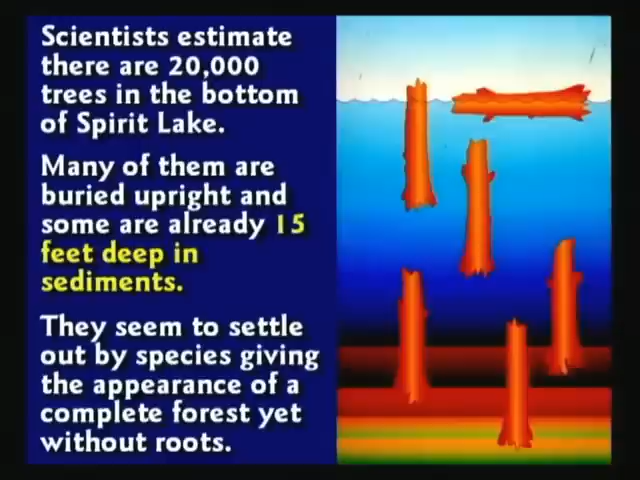 Scientists estimate
there are 20,000
trees in the bottom
of Spirit Lake.
Many of them are
buried upright and
some are already 15
feet deep in
sediments.
They seem to settle
out by species giving
the appearance of a
complete forest yet
without roots.